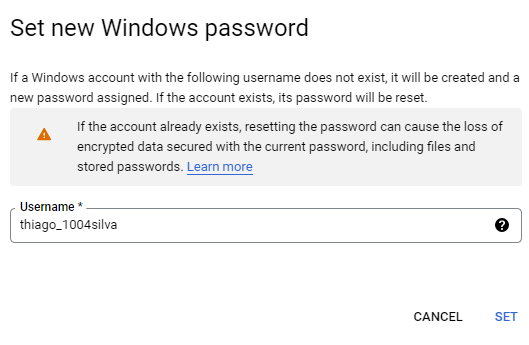 Set new Windows password
If a Windows account with the following username does not exist, it will be created and a
new password assigned. If the account exists, its password will be reset.
If the account already exists, resetting the password can cause the loss of
encrypted data secured with the current password, including files and
stored passwords. Learn more
Username *
thiago_1004silva
CANCEL SET